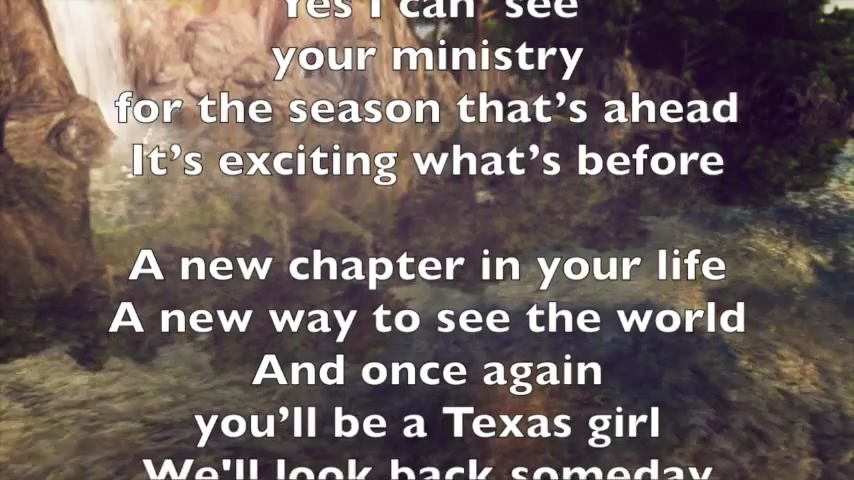 Yes I can see
your ministry
for the season that’s ahead
It’s exciting what’s before
A new chapter in your life
A new way to see the world
And once again
you’ll be a Texas girl
We'll look back someday